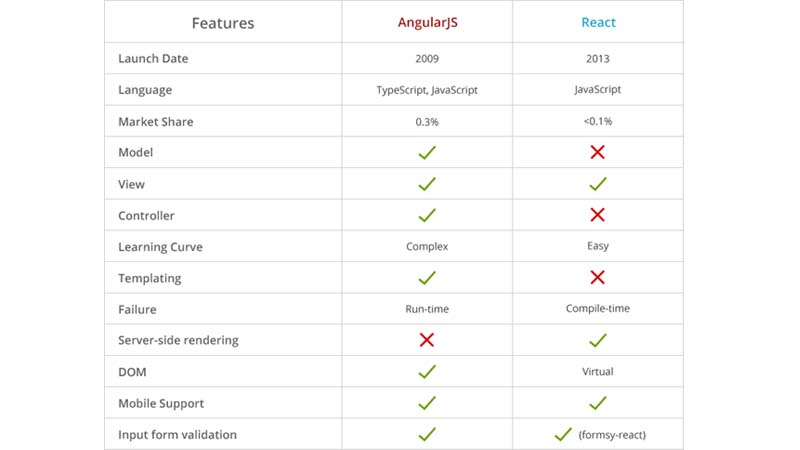 Features AngularJS React
Launch Date 2009 2013
Language TypeScript, JavaScript JavaScript
Market Share 0.3% <0.1%
Model
View
Controller
Learning Curve Complex Easy
Templating
Failure Run-time Compile-time
Server-side rendering
DOM Virtual
Mobile Support
Input form validation (formsy-react)